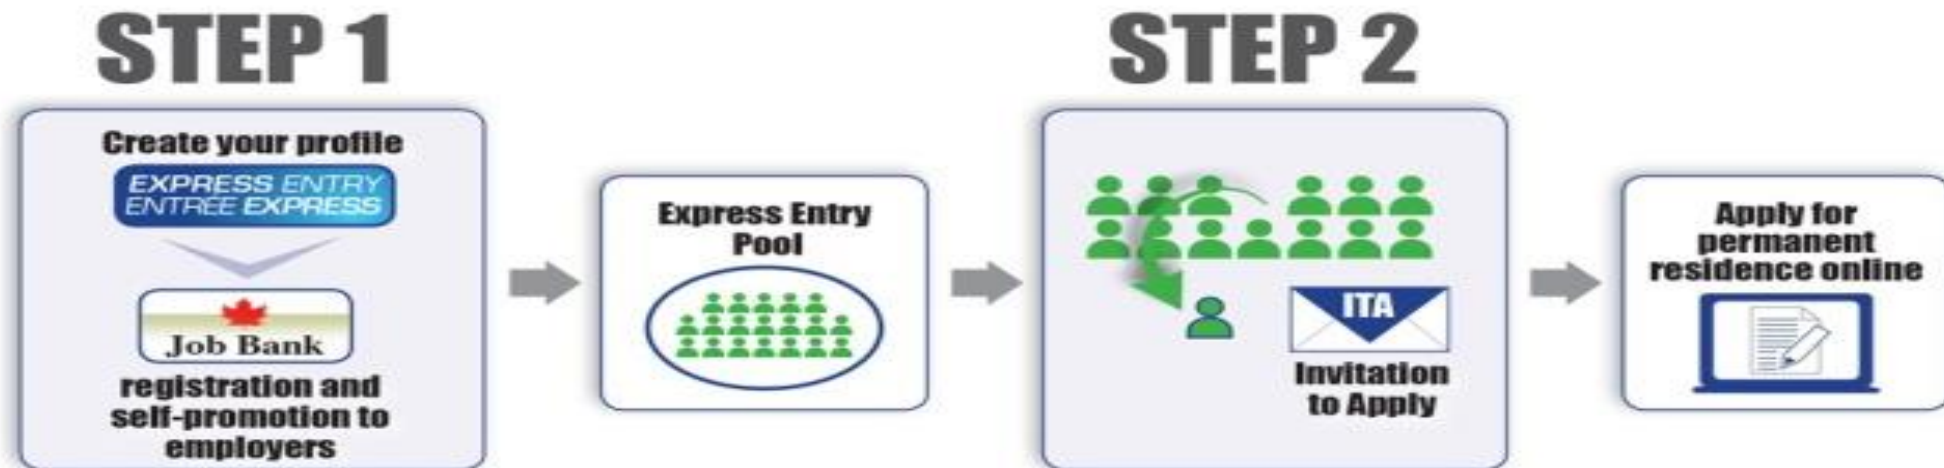 STEP 1
Create your profile
EXPRESS ENTRY
ENTRÉE EXPRESS
Job Bank
registration and
self-promotion to
employers
Express Entry
Pool
STEP 2
ITA
Invitation
to Apply
Apply for
permanent
residence online